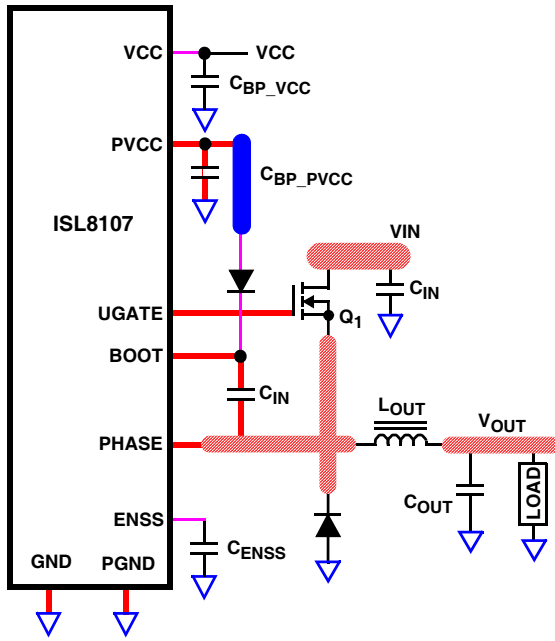 VCC
VCC
CBP_VCC
PVCC
CBP_PVCC
ISL8107
VIN
CIN
UGATE
Q1
BOOT
CIN
LOUT
VOUT
PHASE
COUT
LOAD
ENSS
CENSS
GND
PGND